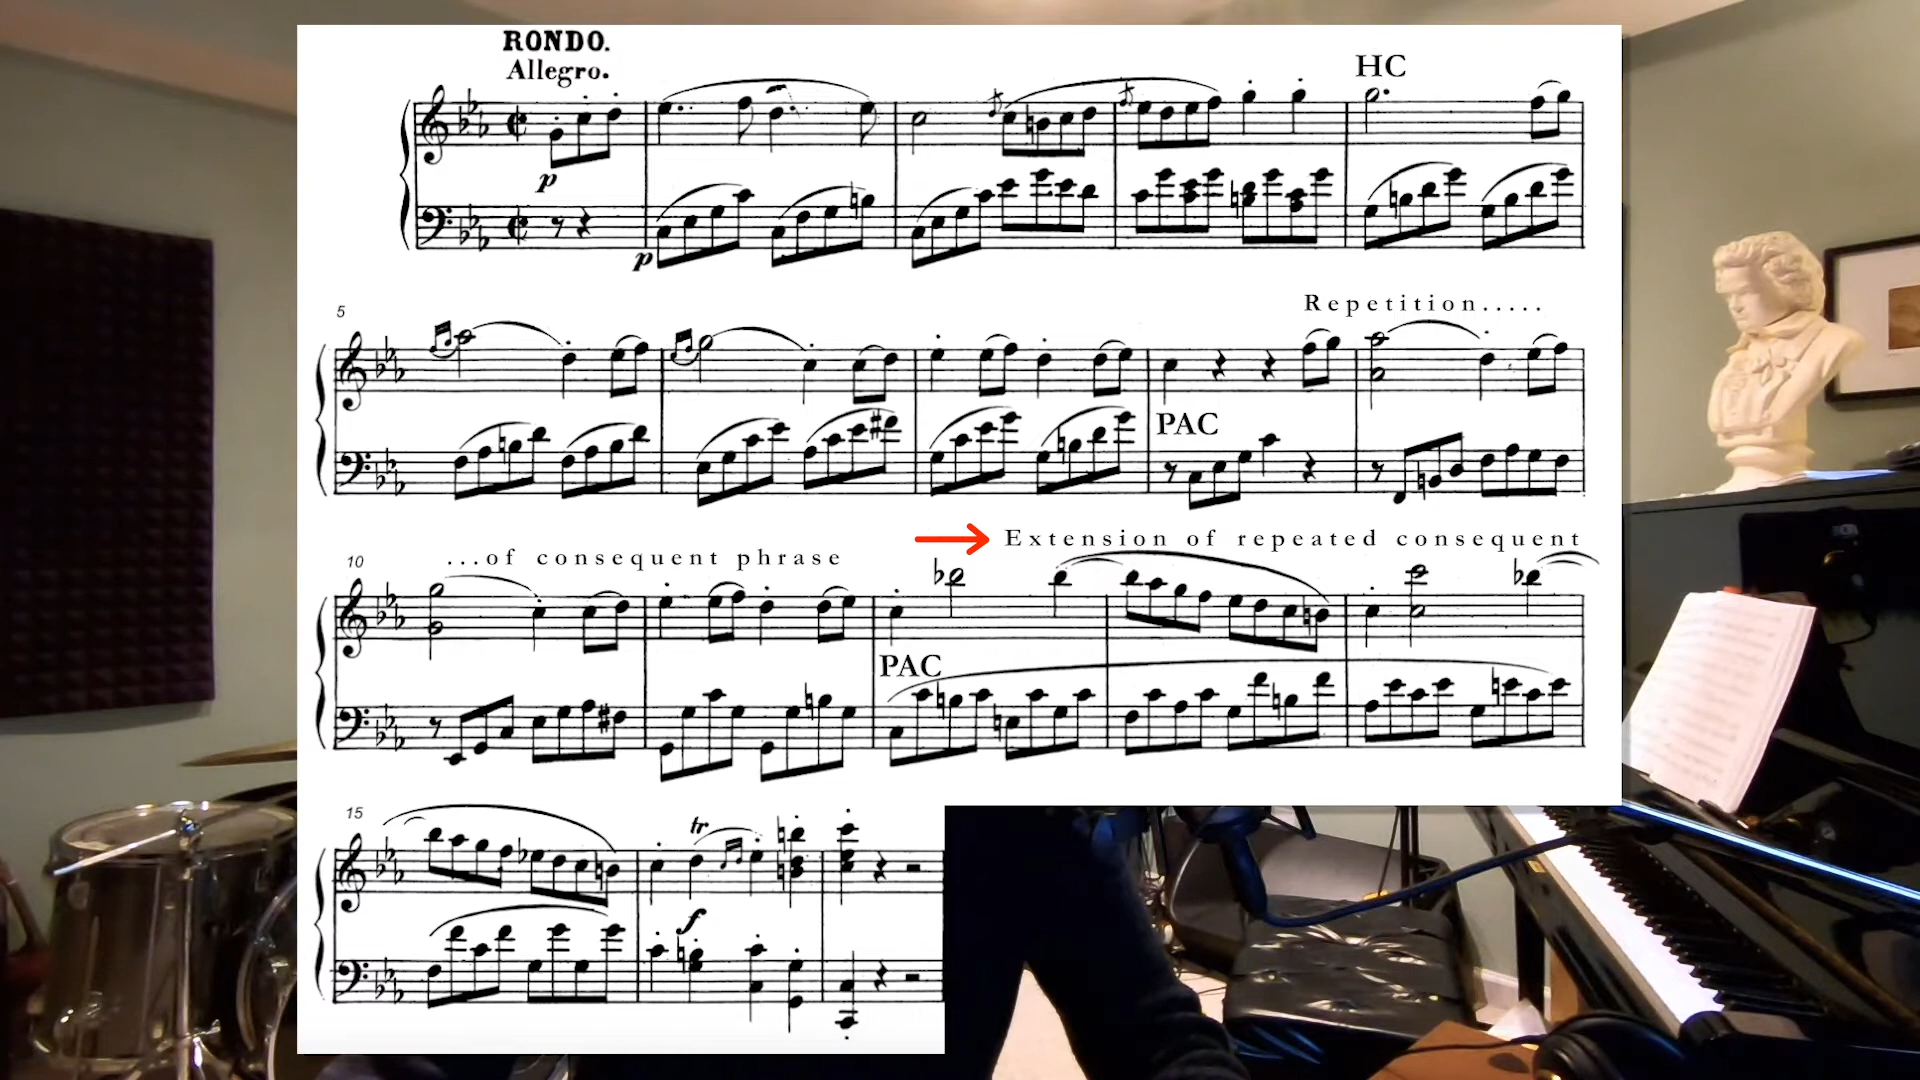 RONDO.
Allegro.
HC
p
p
5
Repetition.....
PAC
10
...of consequent phrase
Extension of repeated consequent
PAC
15
tr
f